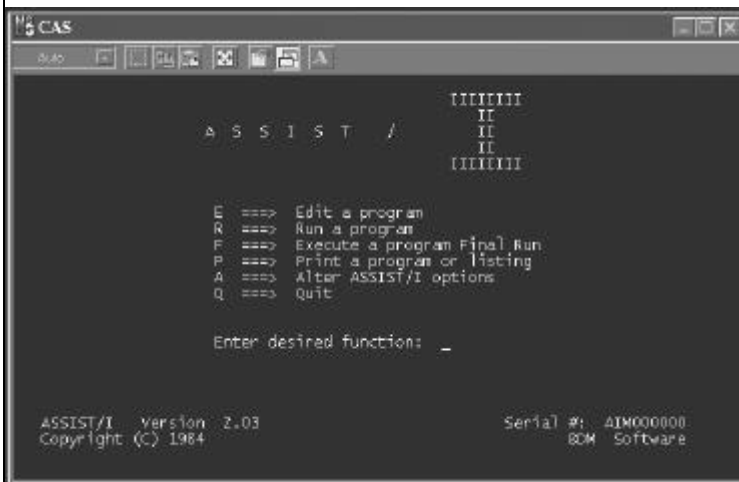 CAS
Auto
A
IIIIIIII
II
A S S I S T / II
II
IIIIIIII
E ===> Edit a program
R ===> Run a program
F ===> Execute a program Final Run
P ===> Print a program or listing
A ===> Alter ASSIST/I options
Q ===> Quit
Enter desired function: _
ASSIST/I Version 2.03 Serial #: AIM000000
Copyright (C) 1984 BDM Software